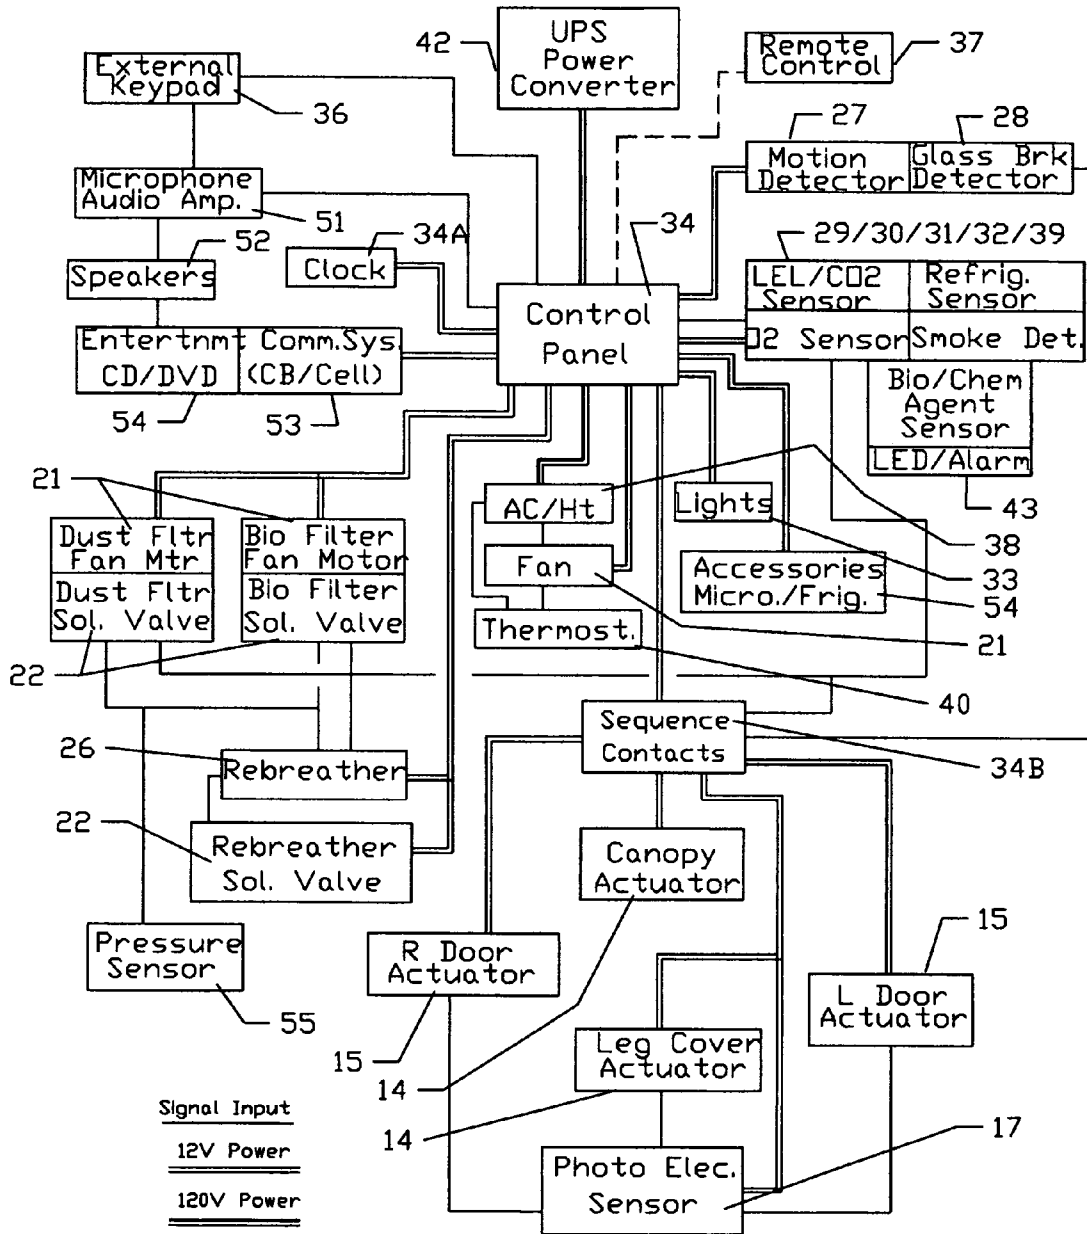 UPS
Power
Converter
42
Remote
Control
37
External
Keypad
36
27
28
Motion
Detector
Glass Brk
Detector
Microphone
Audio Amp.
51
52
34A
34
29/30/31/32/39
Speakers
Clock
LEL/CO2
Sensor
Refrig.
Sensor
Control
Panel
O2 Sensor
Smoke Det.
Entertnmt
CD/DVD
Comm.Sys.
(CB/Cell)
54
53
Bio/Chem
Agent
Sensor
LED/Alarm
43
21
AC/Ht
Lights
38
Dust Fltr
Fan Mtr
Bio Filter
Fan Motor
Fan
33
Accessories
Micro./Frig.
54
Dust Fltr
Sol. Valve
Bio Filter
Sol. Valve
Thermost.
21
22
40
Sequence
Contacts
26
Rebreather
34B
22
Rebreather
Sol. Valve
Canopy
Actuator
Pressure
Sensor
55
R Door
Actuator
15
15
L Door
Actuator
14
Leg Cover
Actuator
14
Signal Input
12V Power
120V Power
Photo Elec.
Sensor
17